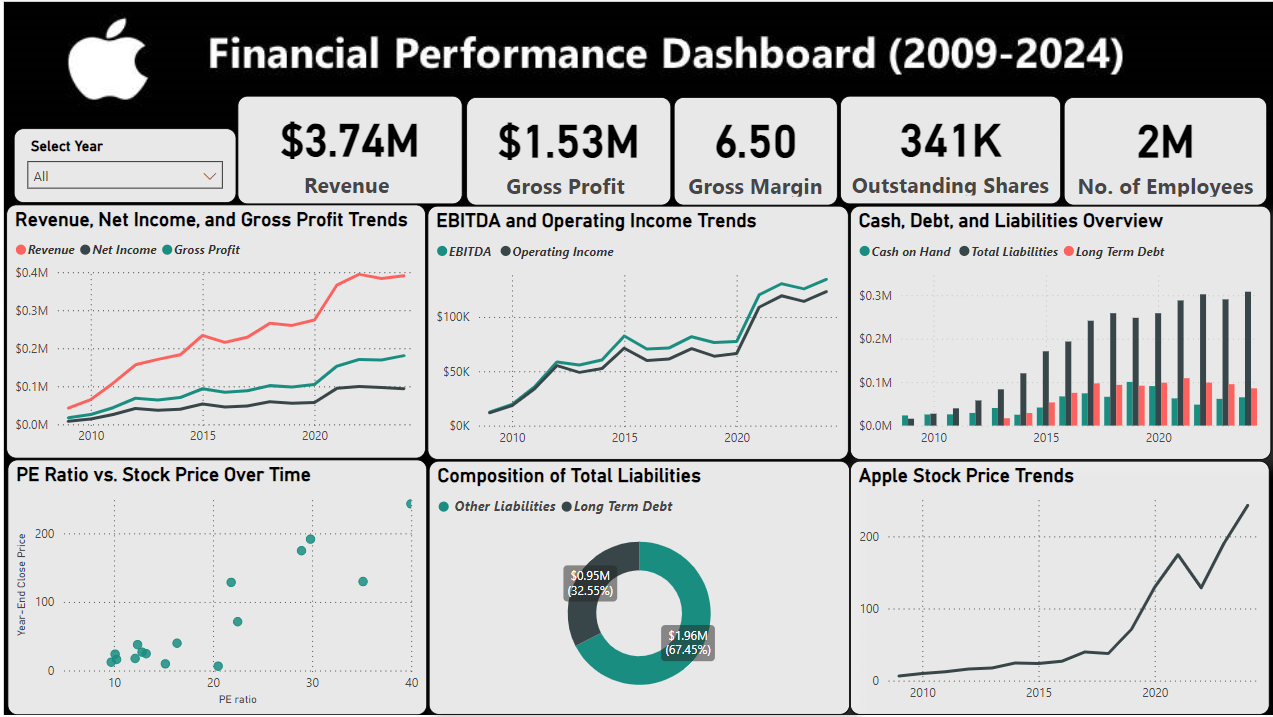 Financial Performance Dashboard (2009-2024)
Select Year
All
$3.74M
Revenue
$1.53M
Gross Profit
6.50
Gross Margin
341K
Outstanding Shares
2M
No. of Employees
Revenue, Net Income, and Gross Profit Trends
Revenue Net Income Gross Profit
$0.4M
$0.3M
$0.2M
$0.1M
$0.0M
2010 2015 2020
EBITDA and Operating Income Trends
EBITDA Operating Income
$100K
$50K
$0K
2010 2015 2020
Cash, Debt, and Liabilities Overview
Cash on Hand Total Liabilities Long Term Debt
$0.3M
$0.2M
$0.1M
$0.0M
2010 2015 2020
PE Ratio vs. Stock Price Over Time
Year-End Close Price
200
100
0
10 20 30 40
PE ratio
Composition of Total Liabilities
Other Liabilities Long Term Debt
$0.95M
(32.55%)
$1.96M
(67.45%)
Apple Stock Price Trends
200
100
0
2010 2015 2020